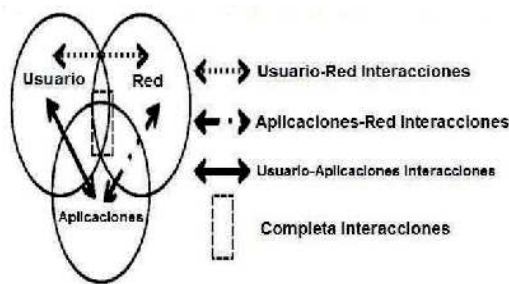 Usuario
Red
Aplicaciones
Usuario-Red Interacciones
Aplicaciones-Red Interacciones
Usuario-Aplicaciones Interacciones
Completa Interacciones